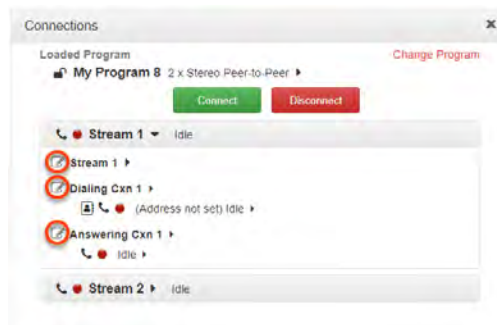 Connections
Loaded Program
Change Program
My Program 8 2 x Stereo Peer-to-Peer
Connect Disconnect
Stream 1 Idle
Stream 1
Dialing Cxn 1
(Address not set) Idle
Answering Cxn 1
Idle
Stream 2 Idle